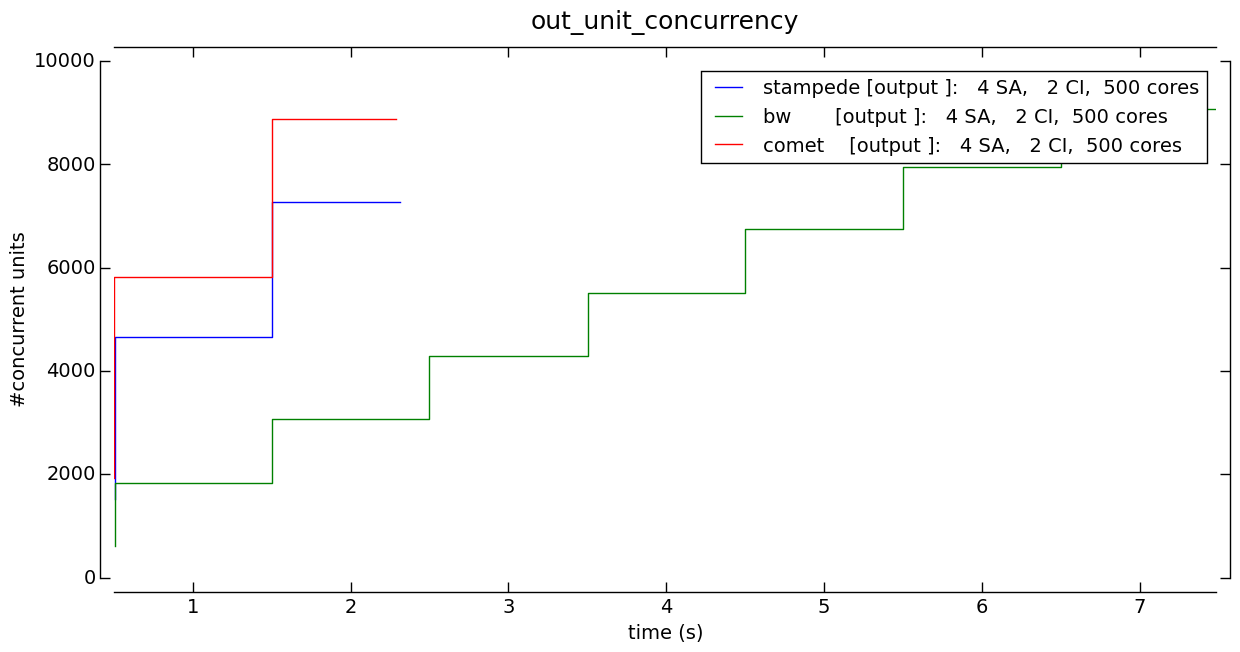 out_unit_concurrency
10000
8000
6000
4000
2000
0
#concurrent units
stampede [output ]:   4 SA,   2 CI,  500 cores
bw       [output ]:   4 SA,   2 CI,  500 cores
comet    [output ]:   4 SA,   2 CI,  500 cores
1 2 3 4 5 6 7
time (s)